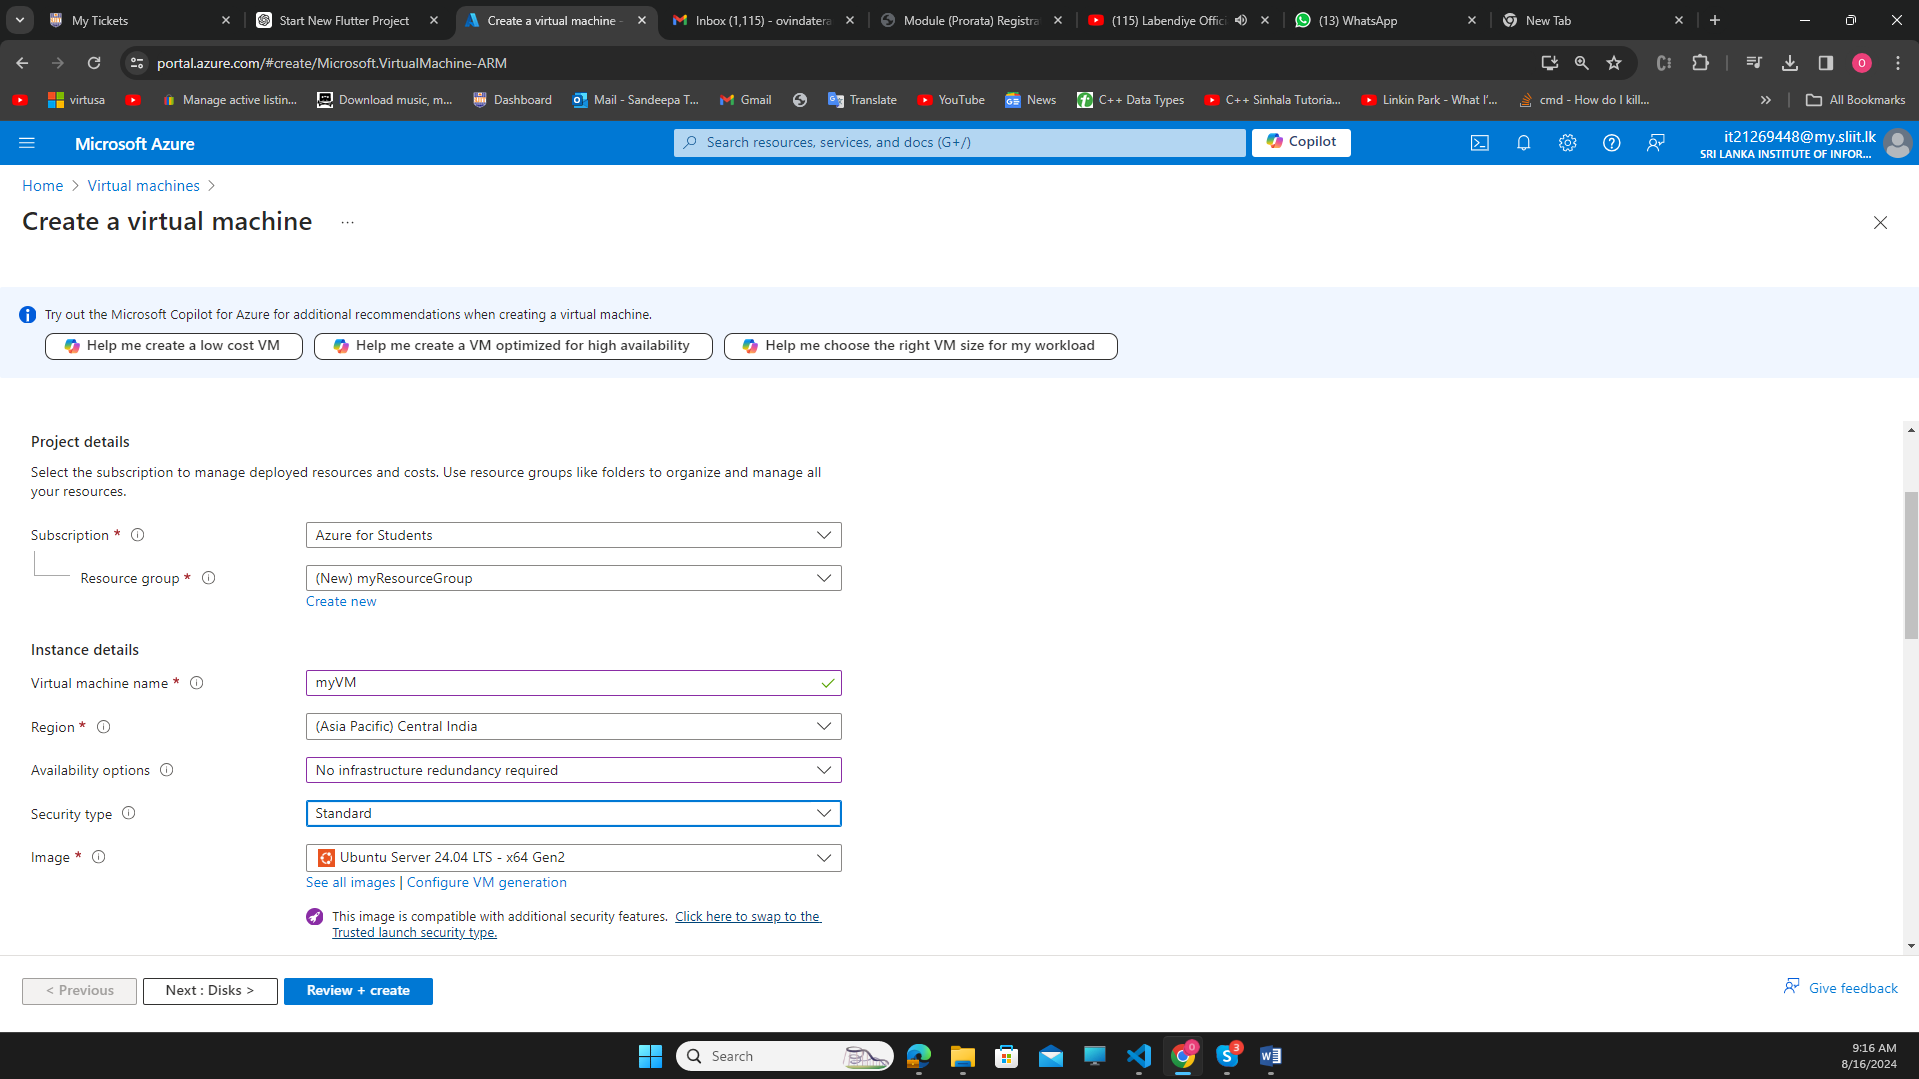 My Tickets
Start New Flutter Project
Create a virtual machine -
Inbox (1,115) - ovindatera
Module (Prorata) Registra
(115) Labendiye Offici
(13) WhatsApp
New Tab
portal.azure.com/#create/Microsoft.VirtualMachine-ARM
O
virtusa
Manage active listin...
Download music, m...
Dashboard
Mail - Sandeepa T...
Gmail
Translate
YouTube
News
C++ Data Types
C++ Sinhala Tutoria...
Linkin Park - What I'...
cmd - How do I kill...
All Bookmarks
Microsoft Azure
Search resources, services, and docs (G+/)
Copilot
it21269448@my.sliit.lk
SRI LANKA INSTITUTE OF INFOR...
Home
Virtual machines
Create a virtual machine
...
Try out the Microsoft Copilot for Azure for additional recommendations when creating a virtual machine.
Help me create a low cost VM
Help me create a VM optimized for high availability
Help me choose the right VM size for my workload
Project details
Select the subscription to manage deployed resources and costs. Use resource groups like folders to organize and manage all
your resources.
Subscription *
Azure for Students
Resource group *
(New) myResourceGroup
Create new
Instance details
Virtual machine name *
myVM
Region *
(Asia Pacific) Central India
Availability options
No infrastructure redundancy required
Security type
Standard
Image *
Ubuntu Server 24.04 LTS - x64 Gen2
See all images | Configure VM generation
This image is compatible with additional security features. Click here to swap to the
Trusted launch security type.
< Previous
Next : Disks >
Review + create
Give feedback
Search
0
3
9:16 AM
8/16/2024